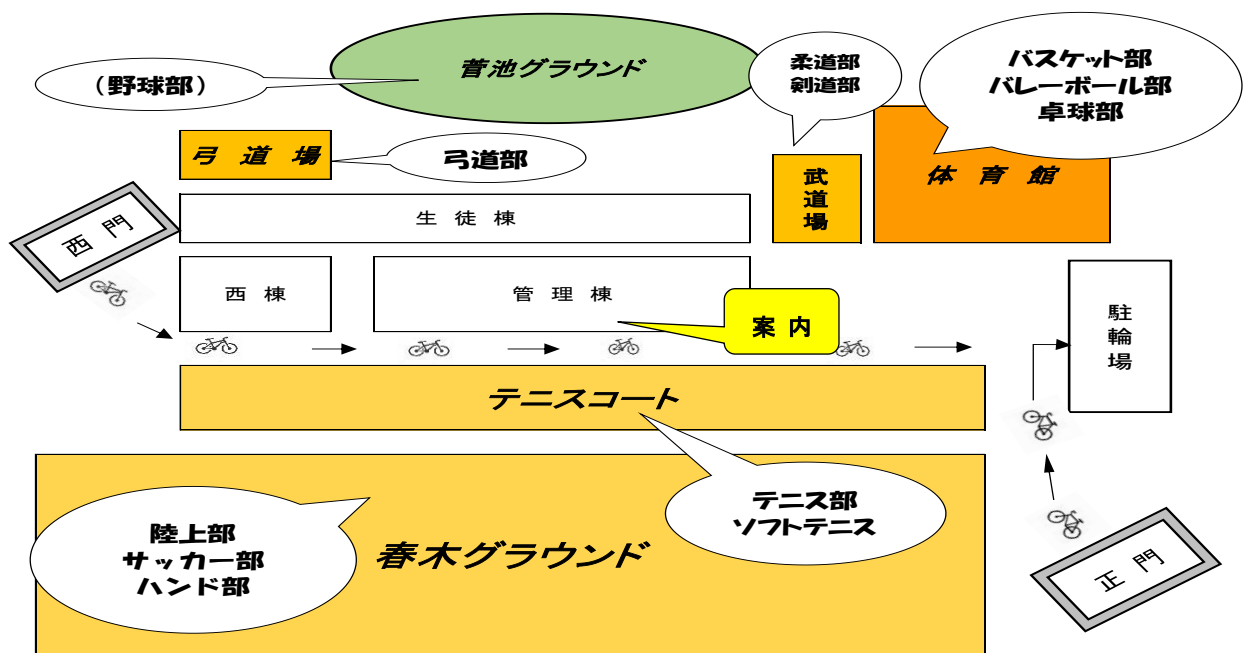 菅池グラウンド
(野球部)
柔道部
剣道部
バスケット部
バレーボール部
卓球部
弓道場
弓道部
武道場
体育館
生徒棟
西門
西棟
管理棟
案内
駐輪場
テニスコート
テニス部
ソフトテニス
陸上部
サッカー部
ハンド部
春木グラウンド
正門